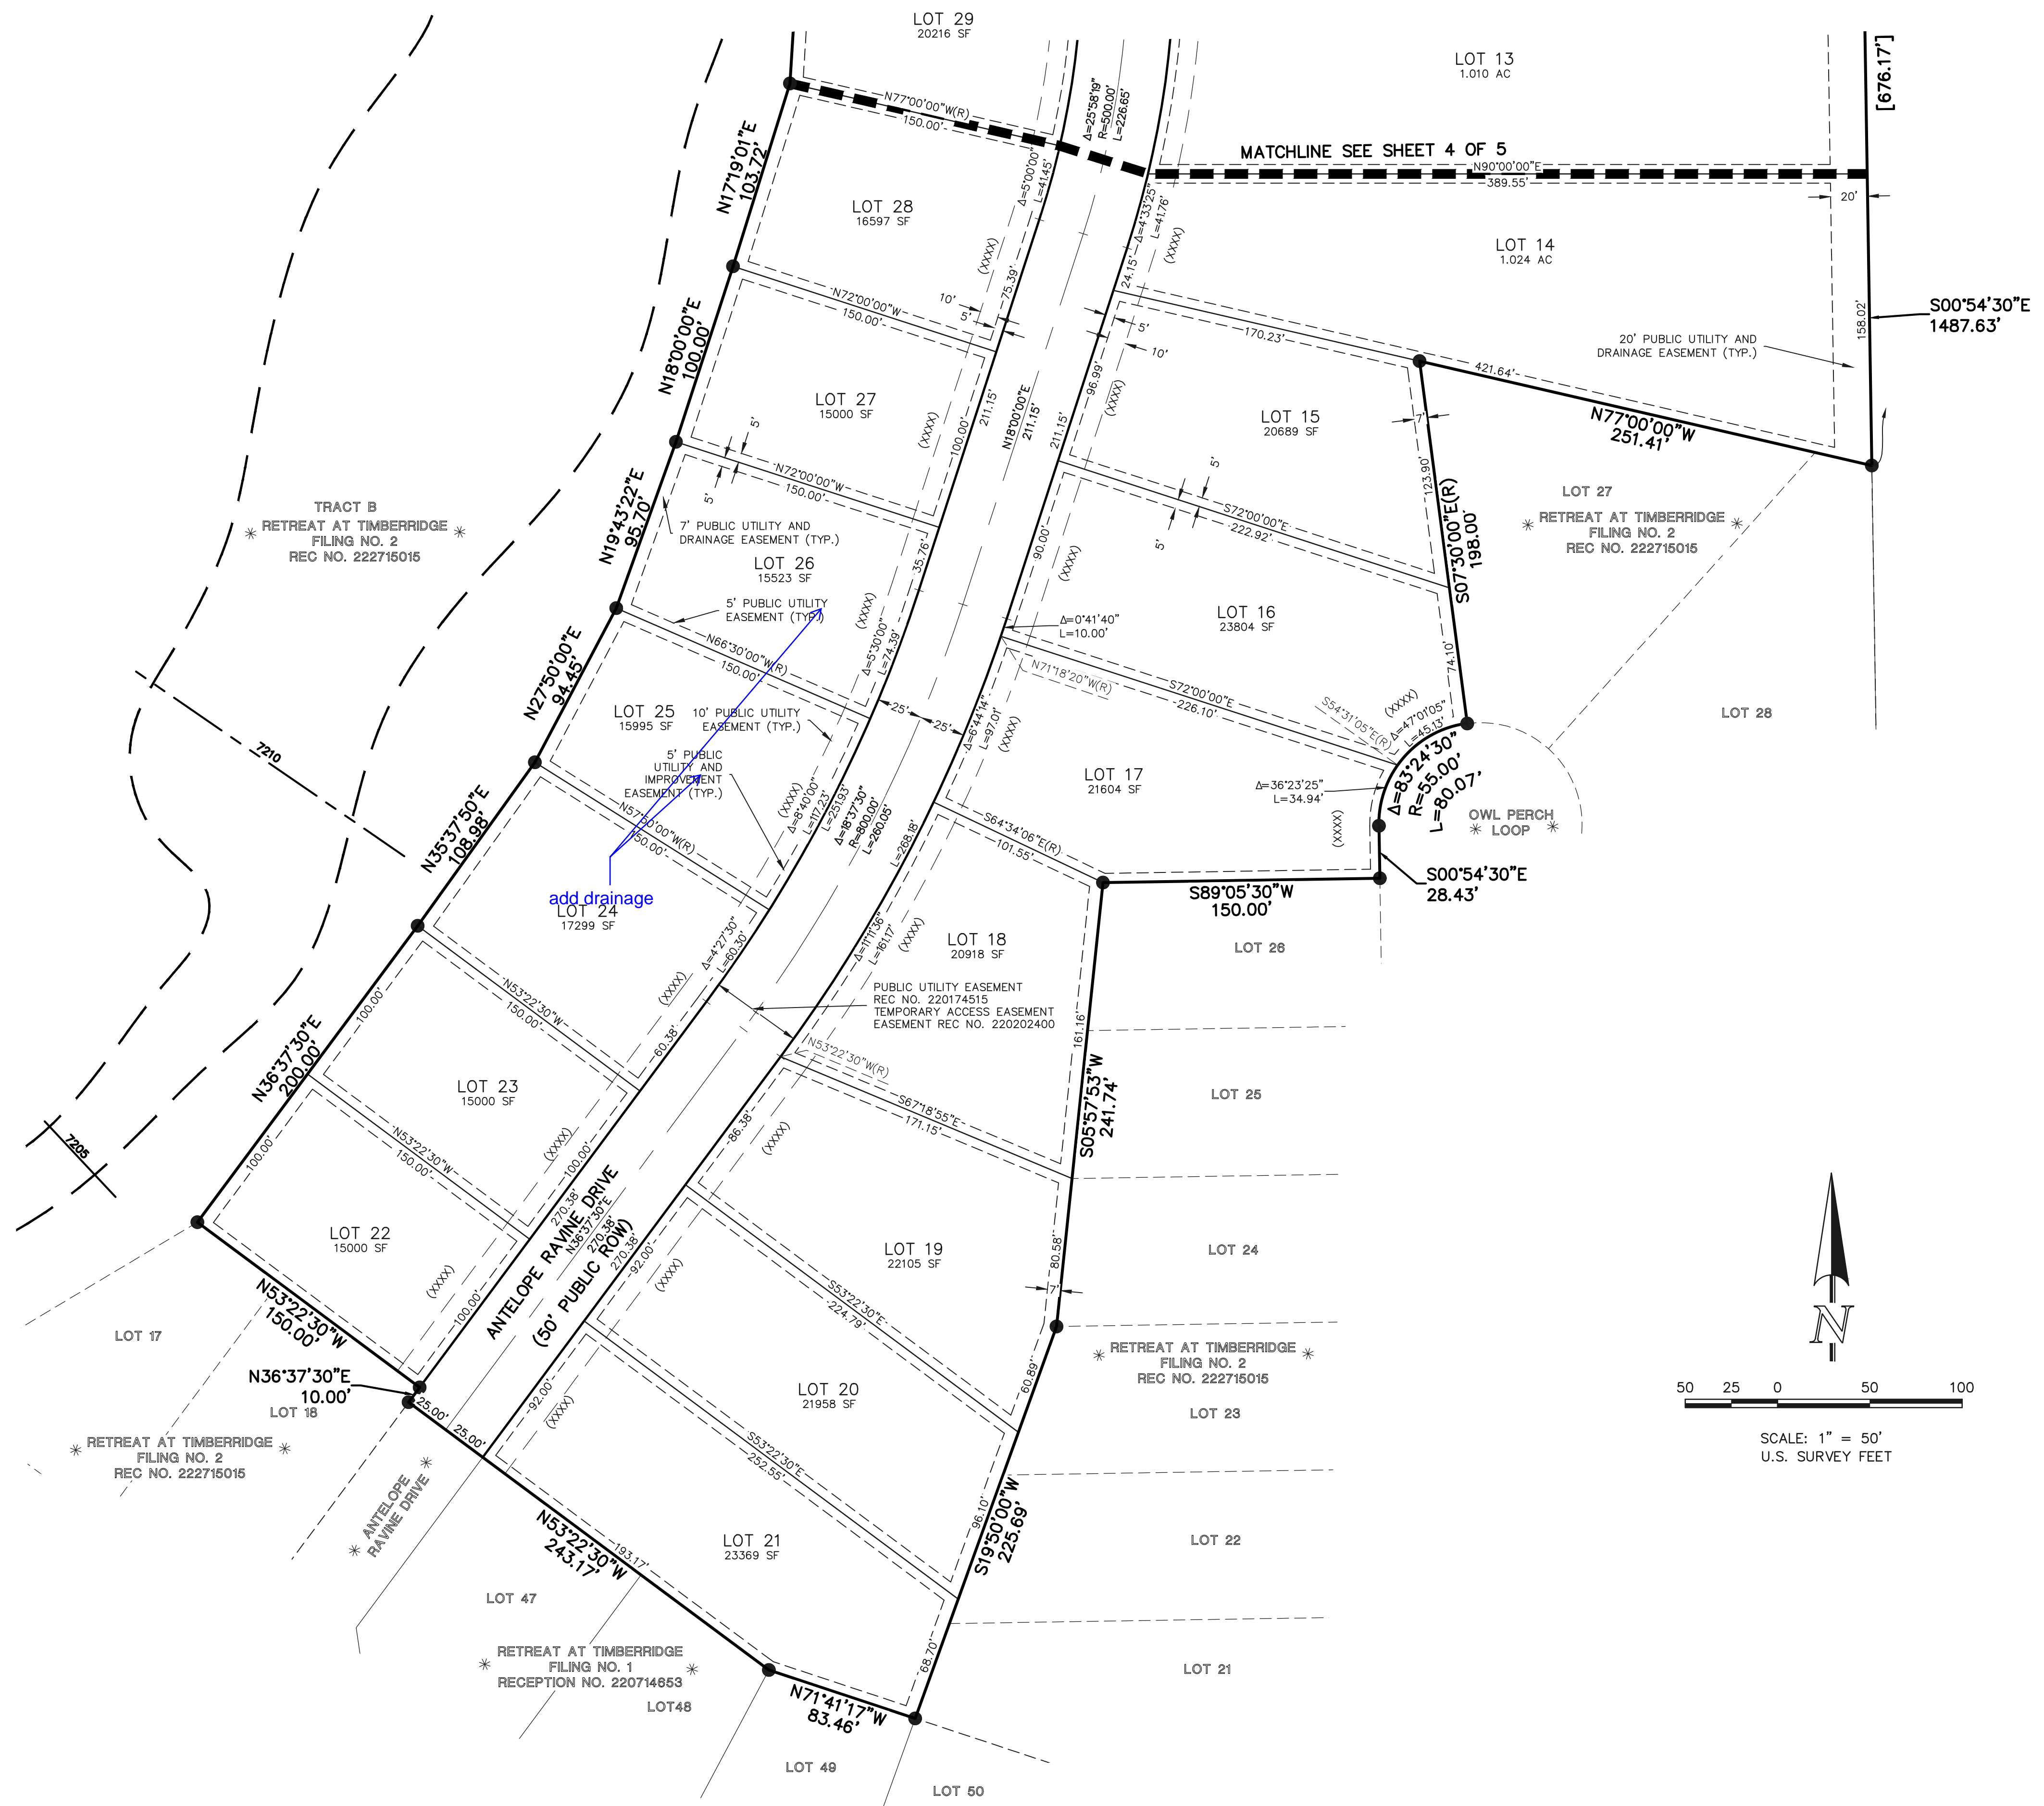 LOT 29
20216 SF
N77°00'00"W(R)
150.00'
Δ=25°58'19"
R=500.00'
L=226.65'
LOT 13
1.010 AC
[676.17']
MATCHLINE SEE SHEET 4 OF 5
N90°00'00"E
389.55'
20'
N17°19'01"E
103.72'
LOT 28
16597 SF
Δ=5°00'00"
L=41.45'
(XXXX)
75.39'
10'
5'
Δ=4°33'25"
L=41.76'
(XXXX)
24.15'
LOT 14
1.024 AC
158.02'
S00°54'30"E
1487.63'
20' PUBLIC UTILITY AND
DRAINAGE EASEMENT (TYP.)
N72°00'00"W
150.00'
5'
10'
170.23'
421.64'
N77°00'00"W
251.41'
N18°00'00"E
100.00'
LOT 27
15000 SF
(XXXX)
100.00'
211.15'
N18°00'00"E
211.15'
211.15'
96.99'
(XXXX)
LOT 15
20689 SF
7'
123.90'
S07°30'00"E(R)
198.00'
5'
5'
N72°00'00"W
150.00'
5'
5'
S72°00'00"E
222.92'
LOT 27
RETREAT AT TIMBERRIDGE
FILING NO. 2
REC NO. 222715015
TRACT B
RETREAT AT TIMBERRIDGE
FILING NO. 2
REC NO. 222715015
N19°43'22"E
95.70'
7' PUBLIC UTILITY AND
DRAINAGE EASEMENT (TYP.)
LOT 26
15523 SF
35.76'
(XXXX)
90.00'
(XXXX)
5' PUBLIC UTILITY
EASEMENT (TYP.)
Δ=5°30'00"
L=74.39'
Δ=0°41'40"
L=10.00'
LOT 16
23804 SF
74.10'
N66°30'00"W(R)
150.00'
N71°18'20"W(R)
S72°00'00"E
226.10'
S54°31'05"E(R)
(XXXX)
Δ=47°01'05"
L=45.13'
LOT 28
N27°50'00"E
94.45'
LOT 25
15995 SF
10' PUBLIC UTILITY
EASEMENT (TYP.)
25'
25'
Δ=6°44'14"
L=97.01'
(XXXX)
7210
5' PUBLIC
UTILITY AND
IMPROVEMENT
EASEMENT (TYP.)
(XXXX)
Δ=8°40'00"
L=117.23'
L=251.93'
Δ=18°37'30"
R=800.00'
L=260.05'
L=268.18'
LOT 17
21604 SF
Δ=36°23'25"
L=34.94'
(XXXX)
Δ=83°24'30"
R=55.00'
L=80.07'
OWL PERCH
LOOP
N57°50'00"W(R)
150.00'
S64°34'06"E(R)
101.55'
N35°37'50"E
108.98'
add drainage
LOT 24
17299 SF
S89°05'30"W
150.00'
S00°54'30"E
28.43'
Δ=4°27'30"
L=60.30'
(XXXX)
Δ=11°11'36"
L=161.17'
(XXXX)
LOT 18
20918 SF
LOT 26
N53°22'30"W
150.00'
PUBLIC UTILITY EASEMENT
REC NO. 220174515
TEMPORARY ACCESS EASEMENT
EASEMENT REC NO. 220202400
161.16'
100.00'
60.38'
N53°22'30"W(R)
N36°37'30"E
200.00'
LOT 23
15000 SF
S05°57'53"W
241.74'
LOT 25
S67°18'55"E
171.15'
86.38'
(XXXX)
7205
100.00'
N53°22'30"W
150.00'
(XXXX)
100.00'
LOT 22
15000 SF
270.38'
ANTELOPE RAVINE DRIVE
N36°37'30"E
270.38'
(50' PUBLIC ROW)
270.38'
92.00'
(XXXX)
LOT 19
22105 SF
80.58'
7'
LOT 24
(XXXX)
100.00'
S53°22'30"E
224.79'
N53°22'30"W
150.00'
LOT 17
RETREAT AT TIMBERRIDGE
FILING NO. 2
REC NO. 222715015
N36°37'30"E
10.00'
LOT 18
25.00'
25.00'
92.00'
(XXXX)
LOT 20
21958 SF
60.89'
LOT 23
50 25 0 50 100
SCALE: 1" = 50'
U.S. SURVEY FEET
RETREAT AT TIMBERRIDGE
FILING NO. 2
REC NO. 222715015
ANTELOPE
RAVINE DRIVE
S53°22'30"E
252.55'
96.10'
S19°50'00"W
225.69'
N53°22'30"W
243.17'
193.17'
LOT 21
23369 SF
LOT 22
LOT 47
RETREAT AT TIMBERRIDGE
FILING NO. 1
RECEPTION NO. 220714653
68.70'
LOT 21
LOT48
N71°41'17"W
83.46'
LOT 49
LOT 50
N